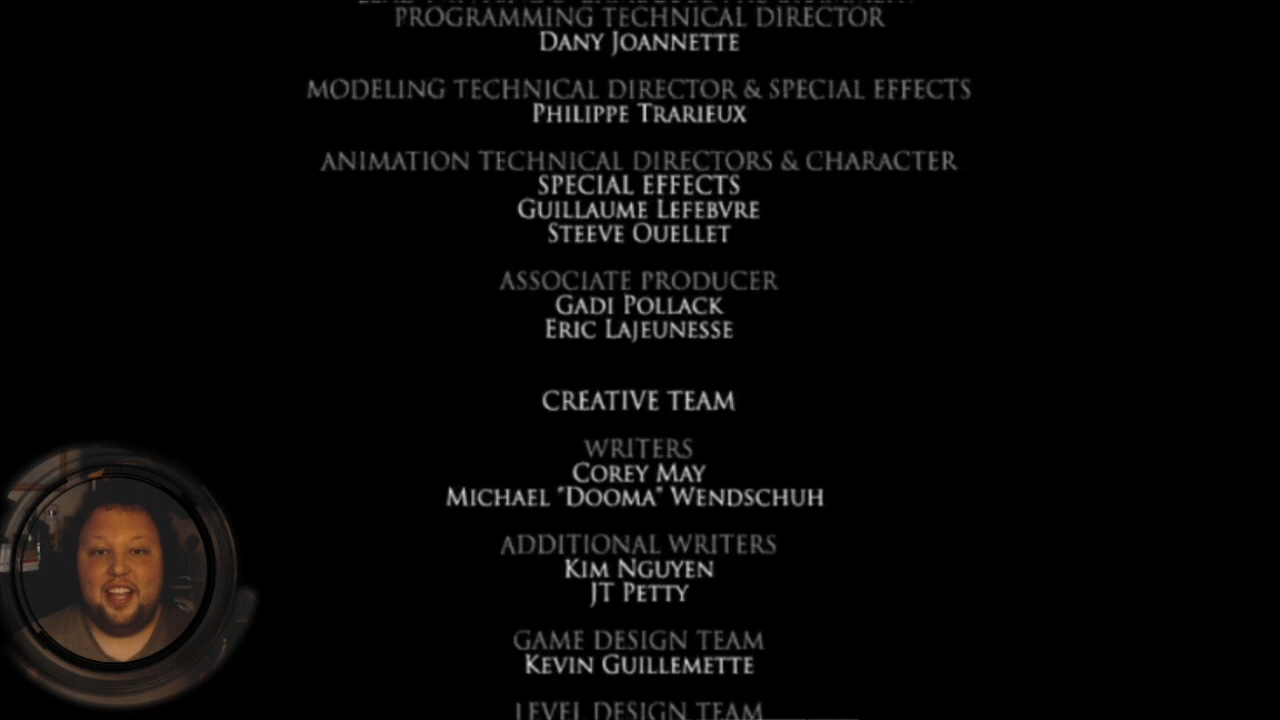 PROGRAMMING TECHNICAL DIRECTOR
DANY JOANNETTE
MODELING TECHNICAL DIRECTOR & SPECIAL EFFECTS
PHILIPPE TRARIEUX
ANIMATION TECHNICAL DIRECTORS & CHARACTER
SPECIAL EFFECTS
GUILLAUME LEFEBVRE
STEEVE OUELLET
ASSOCIATE PRODUCER
GADI POLLACK
ERIC LAJEUNESSE
CREATIVE TEAM
WRITERS
COREY MAY
MICHAEL "DOOMA" WENDSCHUH
ADDITIONAL WRITERS
KIM NGUYEN
JT PETTY
GAME DESIGN TEAM
KEVIN GUILLEMETTE
LEVEL DESIGN TEAM